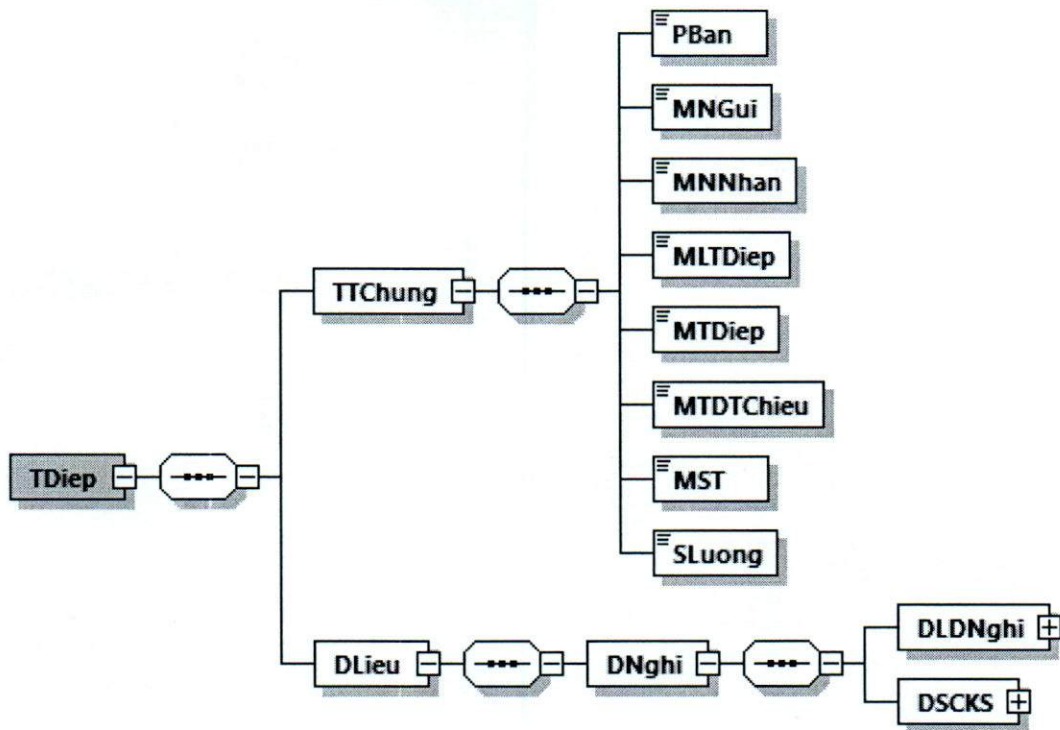 PBan
MNGui
MNNhan
MLTDiep
TTChung
MTDiep
MTDTChieu
TDiep
MST
SLuong
DLieu
DNghi
DLDNghi
DSCKS